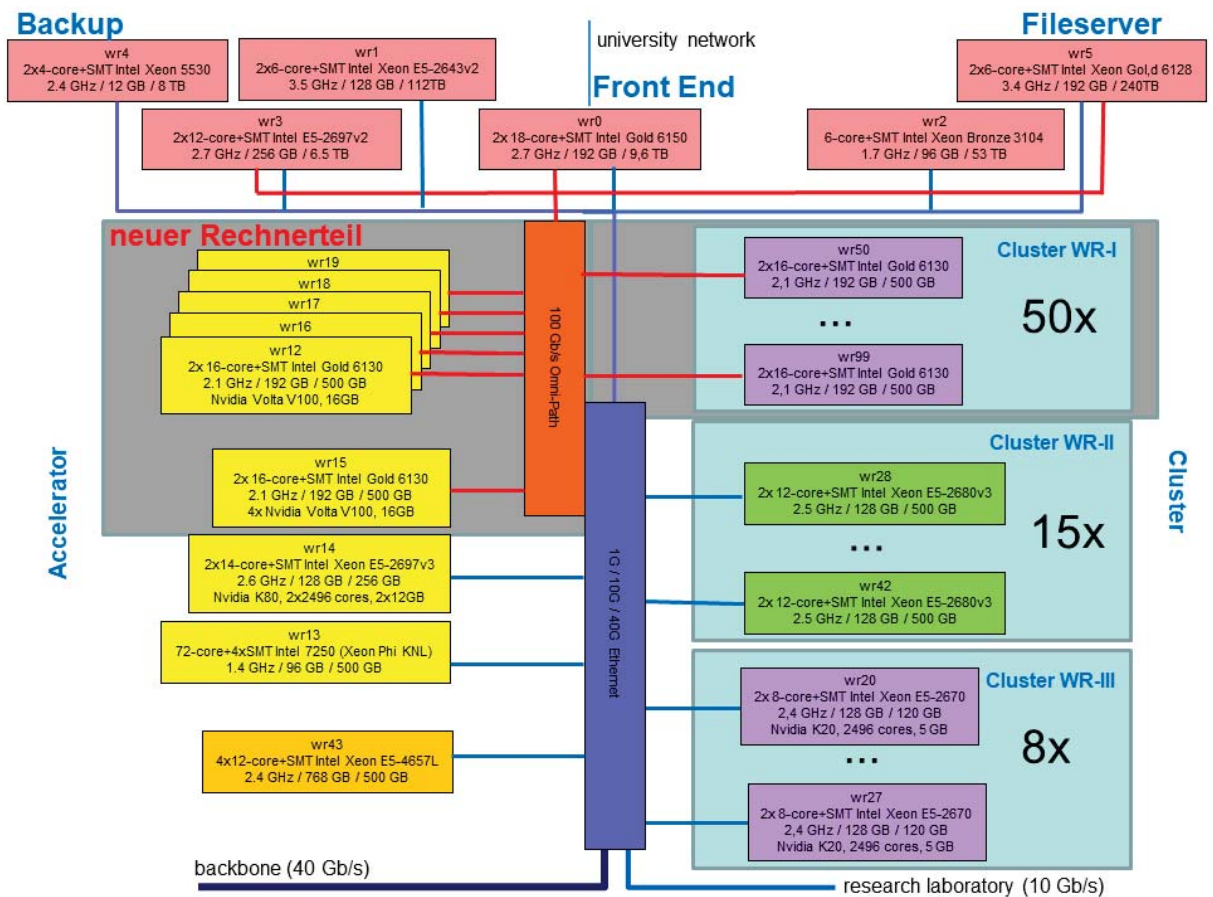 Backup
wr4
2x4-core+SMT Intel Xeon 5530
2.4 GHz / 12 GB / 8 TB
wr1
2x6-core+SMT Intel Xeon E5-2643v2
3.5 GHz / 128 GB / 112TB
university network
Front End
Fileserver
wr5
2x6-core+SMT Intel Xeon Gol,d 6128
3.4 GHz / 192 GB / 240TB
wr3
2x12-core+SMT Intel E5-2697v2
2.7 GHz / 256 GB / 6.5 TB
wr0
2x18-core+SMT Intel Gold 6150
2.7 GHz / 192 GB / 9,6 TB
wr2
6-core+SMT Intel Xeon Bronze 3104
1.7 GHz / 96 GB / 53 TB
neuer Rechnerteil
wr19
wr18
wr17
wr16
wr12
2x16-core+SMT Intel Gold 6130
2.1 GHz / 192 GB / 500 GB
Nvidia Volta V100, 16GB
100 Gb/s Omni-Path
Cluster WR-I
wr50
2x16-core+SMT Intel Gold 6130
2,1 GHz / 192 GB / 500 GB
...
50x
wr99
2x16-core+SMT Intel Gold 6130
2,1 GHz / 192 GB / 500 GB
Accelerator
wr15
2x16-core+SMT Intel Gold 6130
2.1 GHz / 192 GB / 500 GB
4x Nvidia Volta V100, 16GB
wr14
2x14-core+SMT Intel Xeon E5-2697v3
2.6 GHz / 128 GB / 256 GB
Nvidia K80, 2x2496 cores, 2x12GB
wr13
72-core+4xSMT Intel 7250 (Xeon Phi KNL)
1.4 GHz / 96 GB / 500 GB
wr43
4x12-core+SMT Intel Xeon E5-4657L
2.4 GHz / 768 GB / 500 GB
1G / 10G / 40G Ethernet
Cluster WR-II
wr28
2x12-core+SMT Intel Xeon E5-2680v3
2.5 GHz / 128 GB / 500 GB
...
15x
wr42
2x12-core+SMT Intel Xeon E5-2680v3
2.5 GHz / 128 GB / 500 GB
Cluster
Cluster WR-III
wr20
2x8-core+SMT Intel Xeon E5-2670
2,4 GHz / 128 GB / 120 GB
Nvidia K20, 2496 cores, 5 GB
...
8x
wr27
2x8-core+SMT Intel Xeon E5-2670
2,4 GHz / 128 GB / 120 GB
Nvidia K20, 2496 cores, 5 GB
backbone (40 Gb/s)
research laboratory (10 Gb/s)